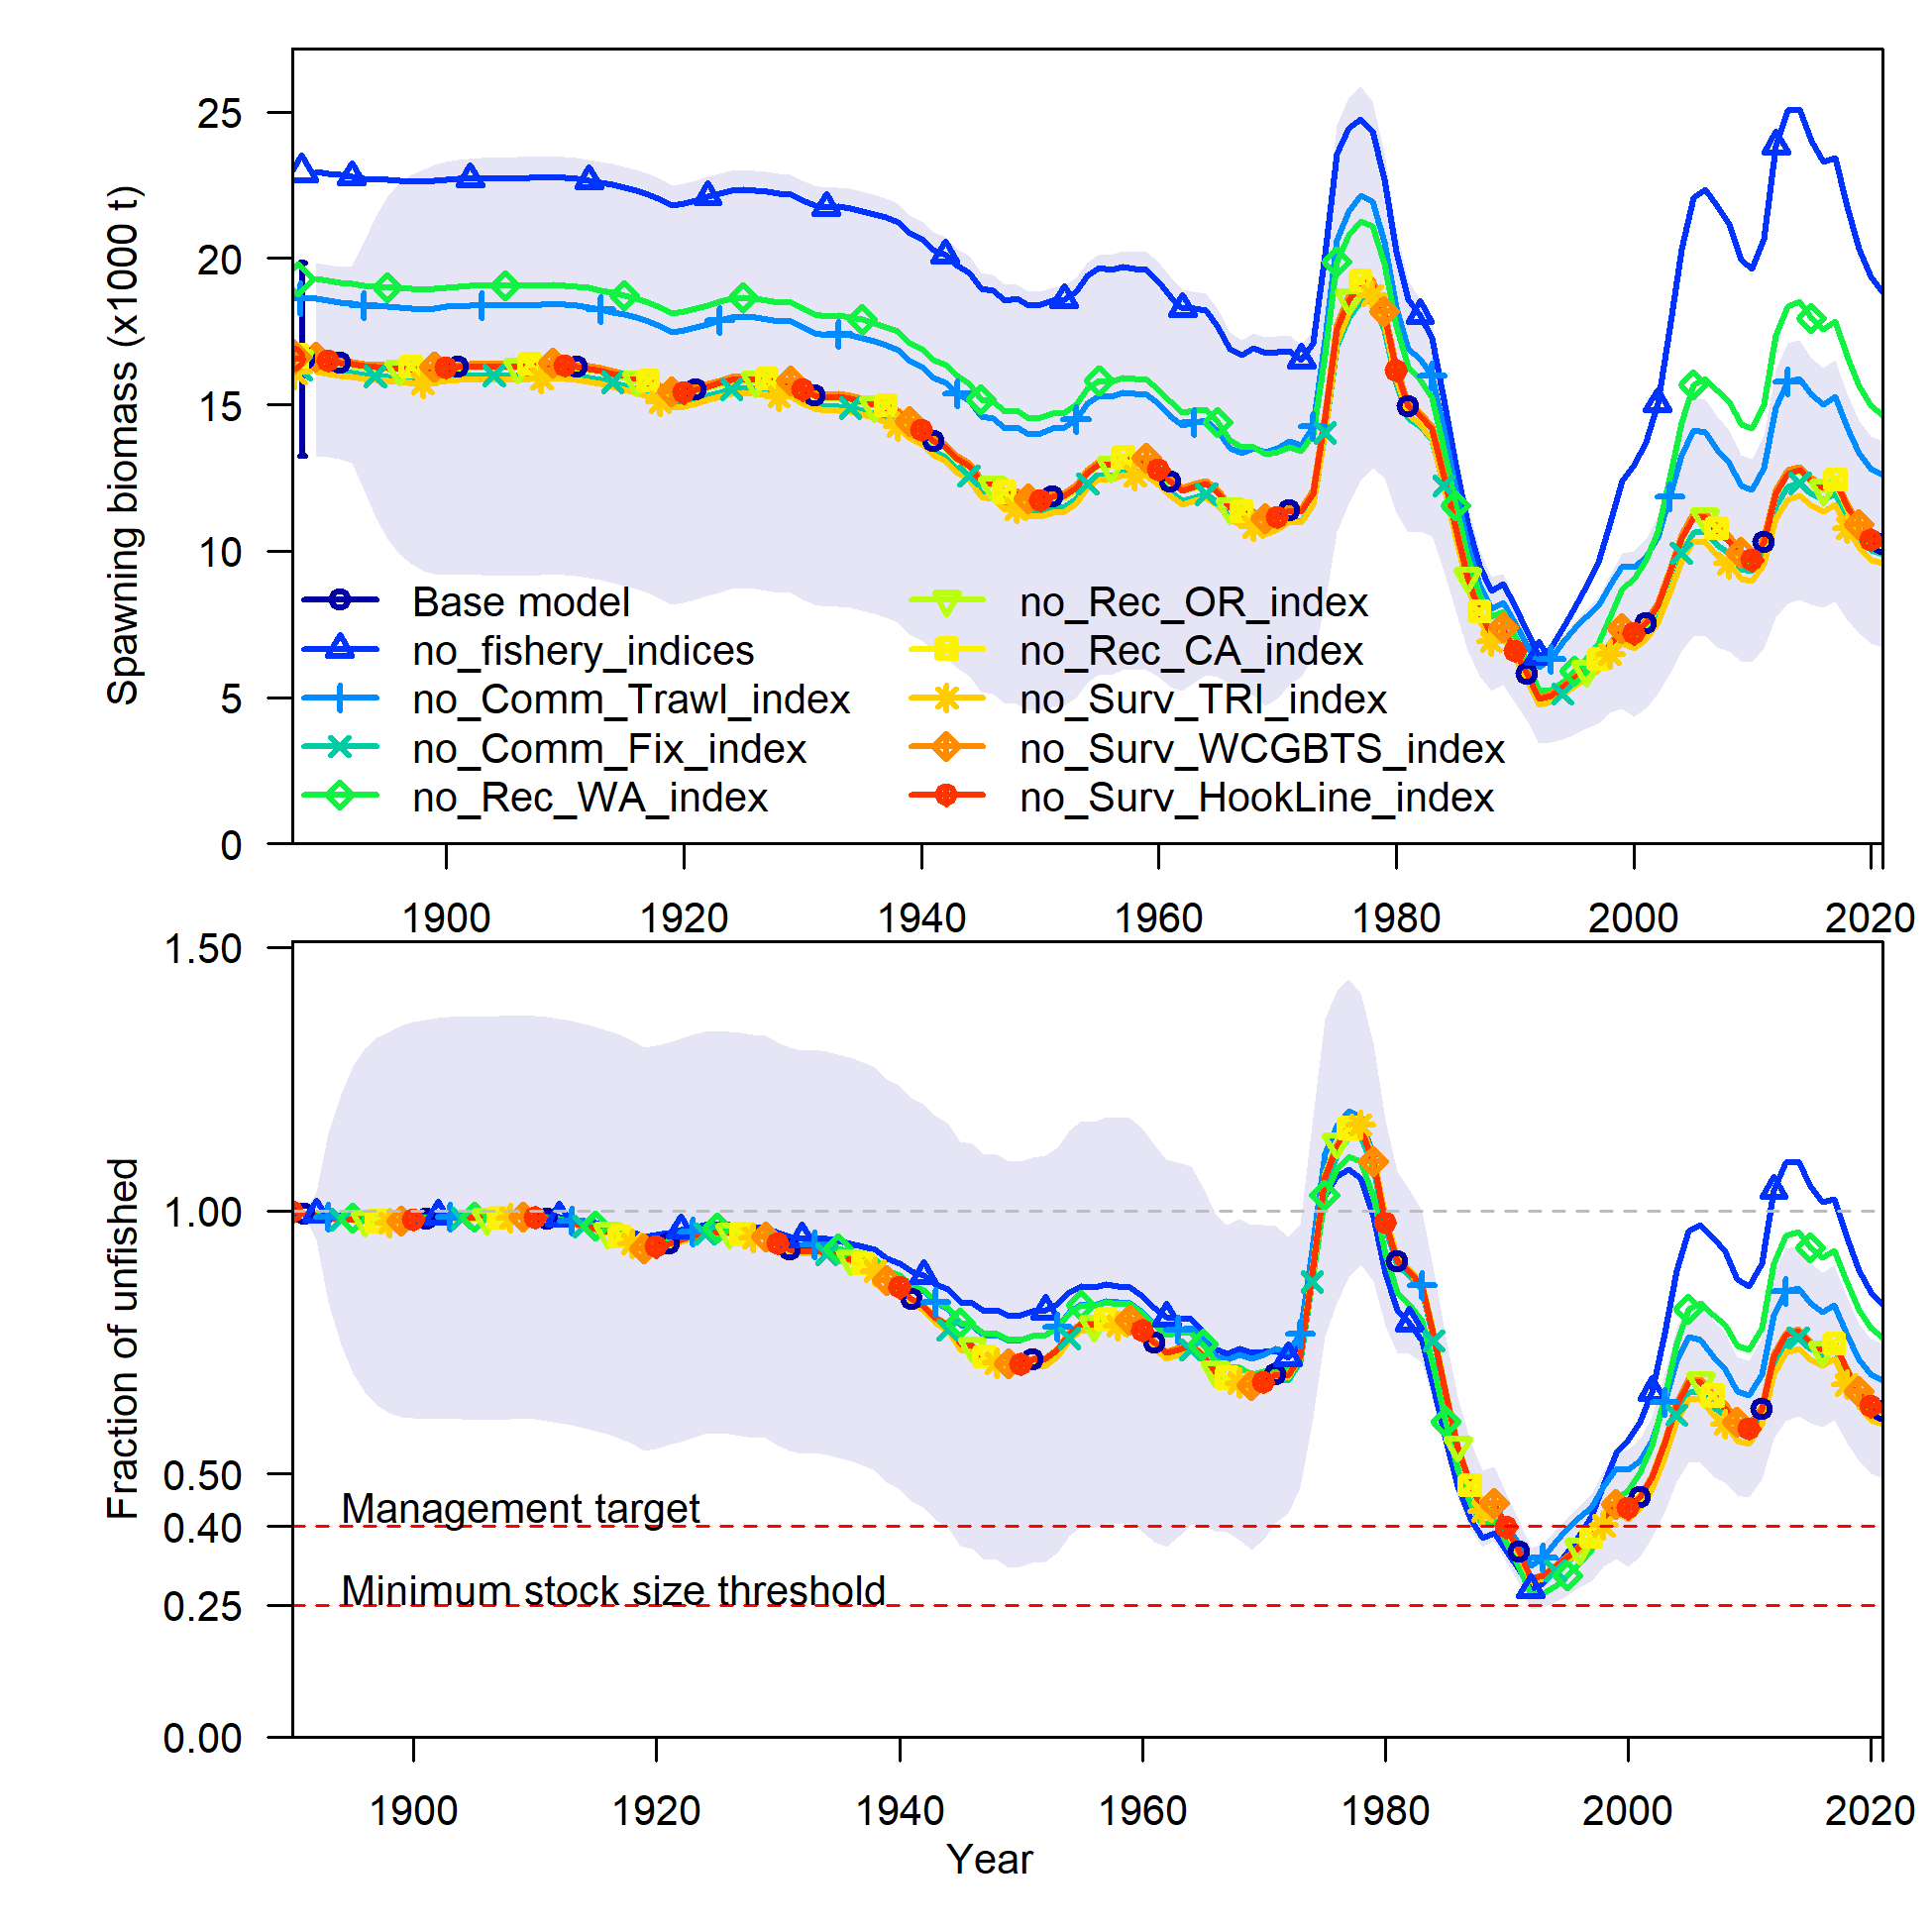 Spawning biomass (x1000 t)
25
20
15
10
5
0
Base model
no_fishery_indices
no_Comm_Trawl_index
no_Comm_Fix_index
no_Rec_WA_index
no_Rec_OR_index
no_Rec_CA_index
no_Surv_TRI_index
no_Surv_WCGBTS_index
no_Surv_HookLine_index
1900 1920 1940 1960 1980 2000 2020
Fraction of unfished
1.50
1.00
0.50
0.40
0.25
0.00
Management target
Minimum stock size threshold
1900 1920 1940 1960 1980 2000 2020
Year